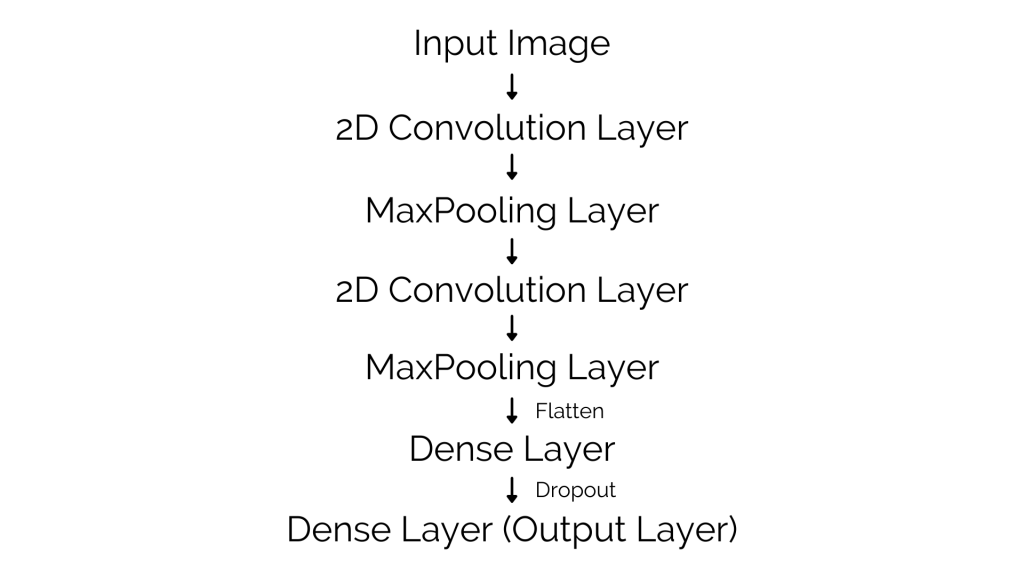 Input Image
2D Convolution Layer
MaxPooling Layer
2D Convolution Layer
MaxPooling Layer
Flatten
Dense Layer
Dropout
Dense Layer (Output Layer)